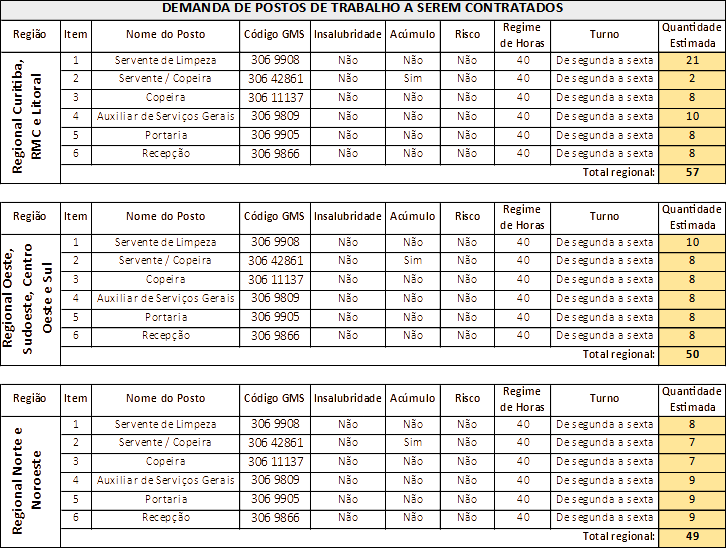 DEMANDA DE POSTOS DE TRABALHO A SEREM CONTRATADOS
Região Item Nome do Posto Código GMS Insalubridade Acúmulo Risco Regime de Horas Turno Quantidade Estimada
Regional Curitiba, RMC e Litoral
1 Servente de Limpeza 306 9908 Não Não Não 40 De segunda a sexta 21
2 Servente / Copeira 306 42861 Não Sim Não 40 De segunda a sexta 2
3 Copeira 306 11137 Não Não Não 40 De segunda a sexta 8
4 Auxiliar de Serviços Gerais 306 9809 Não Não Não 40 De segunda a sexta 10
5 Portaria 306 9905 Não Não Não 40 De segunda a sexta 8
6 Recepção 306 9866 Não Não Não 40 De segunda a sexta 8
Total regional: 57
Região Item Nome do Posto Código GMS Insalubridade Acúmulo Risco Regime de Horas Turno Quantidade Estimada
Regional Oeste, Sudoeste, Centro Oeste e Sul
1 Servente de Limpeza 306 9908 Não Não Não 40 De segunda a sexta 10
2 Servente / Copeira 306 42861 Não Sim Não 40 De segunda a sexta 8
3 Copeira 306 11137 Não Não Não 40 De segunda a sexta 8
4 Auxiliar de Serviços Gerais 306 9809 Não Não Não 40 De segunda a sexta 8
5 Portaria 306 9905 Não Não Não 40 De segunda a sexta 8
6 Recepção 306 9866 Não Não Não 40 De segunda a sexta 8
Total regional: 50
Região Item Nome do Posto Código GMS Insalubridade Acúmulo Risco Regime de Horas Turno Quantidade Estimada
Regional Norte e Noroeste
1 Servente de Limpeza 306 9908 Não Não Não 40 De segunda a sexta 8
2 Servente / Copeira 306 42861 Não Sim Não 40 De segunda a sexta 7
3 Copeira 306 11137 Não Não Não 40 De segunda a sexta 7
4 Auxiliar de Serviços Gerais 306 9809 Não Não Não 40 De segunda a sexta 9
5 Portaria 306 9905 Não Não Não 40 De segunda a sexta 9
6 Recepção 306 9866 Não Não Não 40 De segunda a sexta 9
Total regional: 49